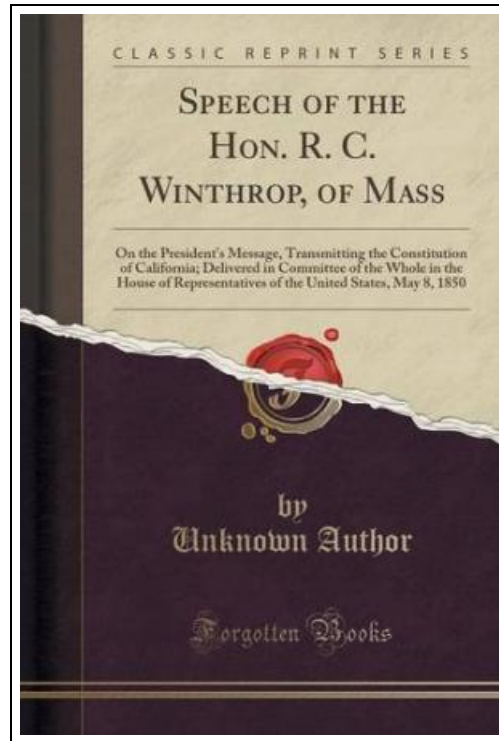 CLASSIC REPRINT SERIES
SPEECH OF THE
HON. R. C.
WINTHROP, OF MASS
On the President's Message, Transmitting the Constitution
of California; Delivered in Committee of the Whole in the
House of Representatives of the United States, May 8, 1850
F
by
Unknown Author
Forgotten Books